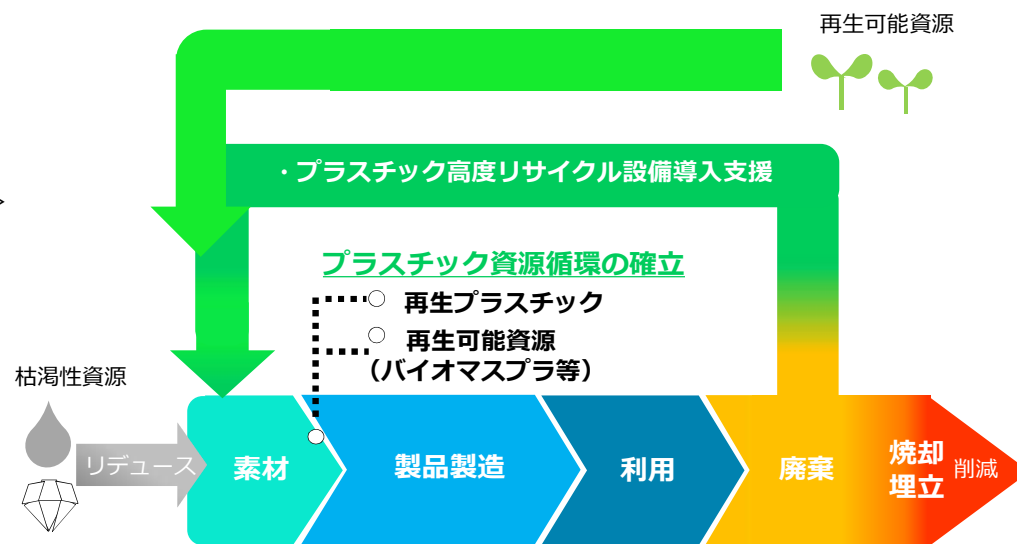 再生可能資源
・プラスチック高度リサイクル設備導入支援
プラスチック資源循環の確立
再生プラスチック
再生可能資源
（バイオマスプラ等）
枯渇性資源
リデュース
素材
製品製造
利用
廃棄
焼却
埋立
削減